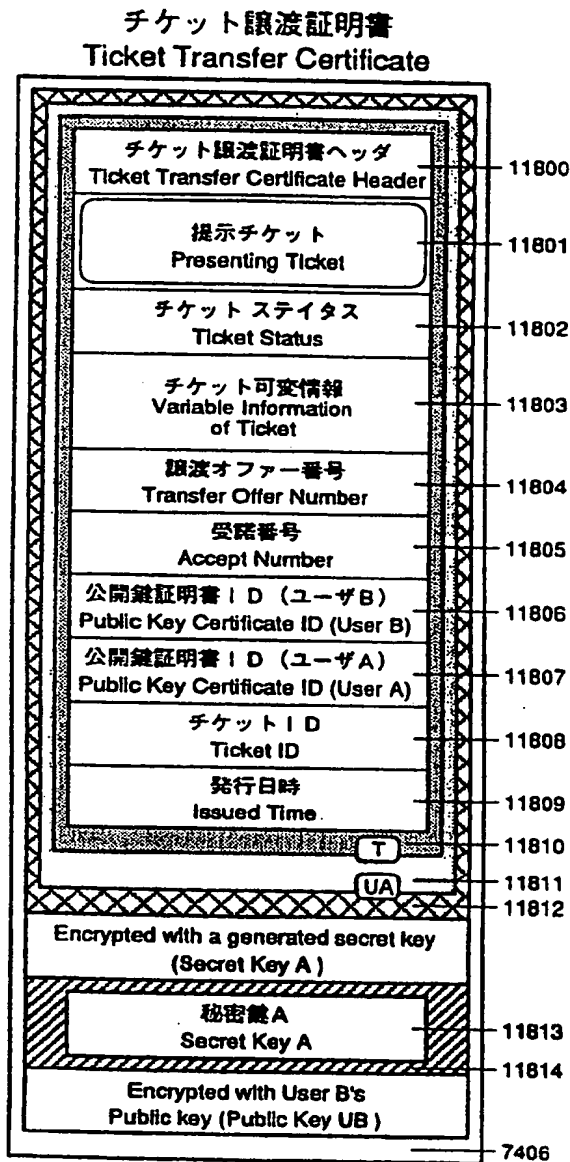 チケット譲渡証明書
Ticket Transfer Certificate
チケット譲渡証明書ヘッダ
Ticket Transfer Certificate Header
11800
提示チケット
Presenting Ticket
11801
チケット ステイタス
Ticket Status
11802
チケット可変情報
Variable Information
of Ticket
11803
譲渡オファー番号
Transfer Offer Number
11804
受諾番号
Accept Number
11805
公開鍵証明書ID（ユーザB）
Public Key Certificate ID (User B)
11806
公開鍵証明書ID（ユーザA）
Public Key Certificate ID (User A)
11807
チケットID
Ticket ID
11808
発行日時
Issued Time
11809
T
11810
UA
11811
11812
Encrypted with a generated secret key
(Secret Key A )
秘密鍵A
Secret Key A
11813
11814
Encrypted with User B's
Public key (Public Key UB )
7406